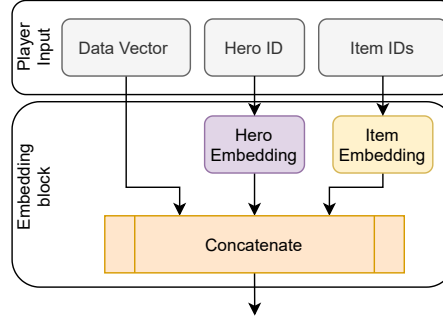 Player
Input
Data Vector
Hero ID
Item IDs
Embedding
block
Hero
Embedding
Item
Embedding
Concatenate